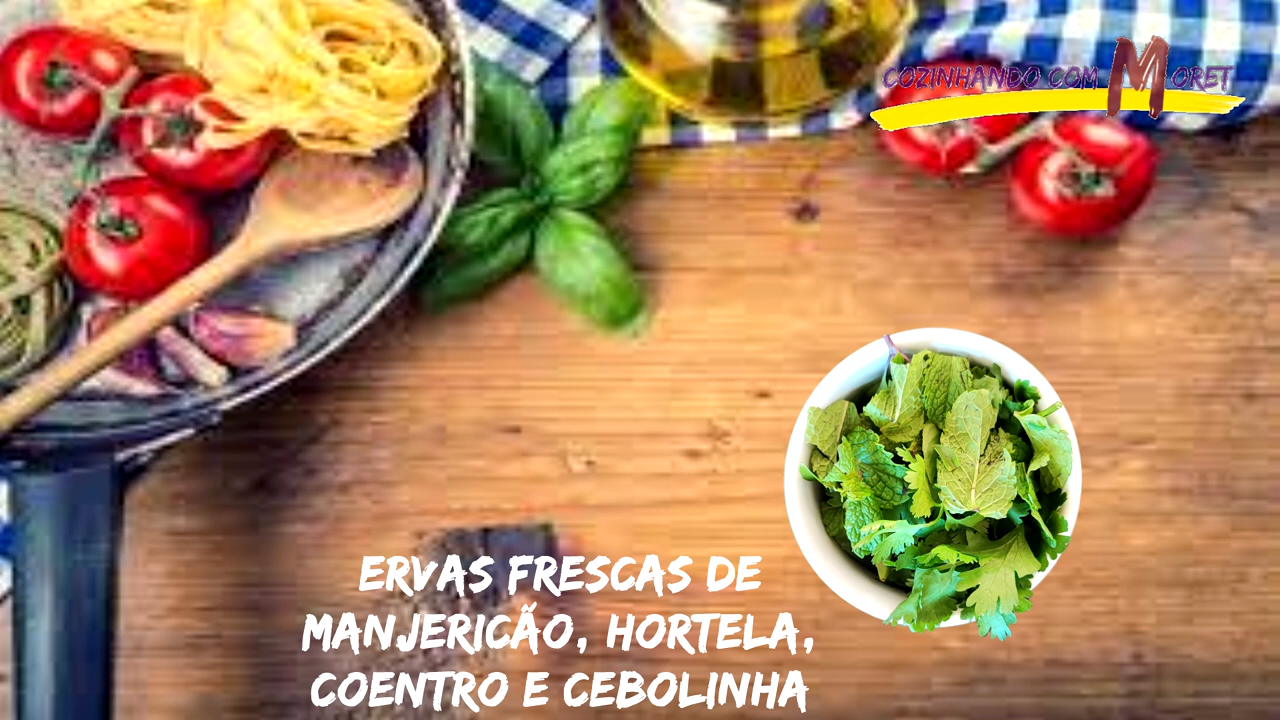 COZINHANDO COM MORET
ERVAS FRESCAS DE
MANJERICÃO, HORTELA,
COENTRO E CEBOLINHA